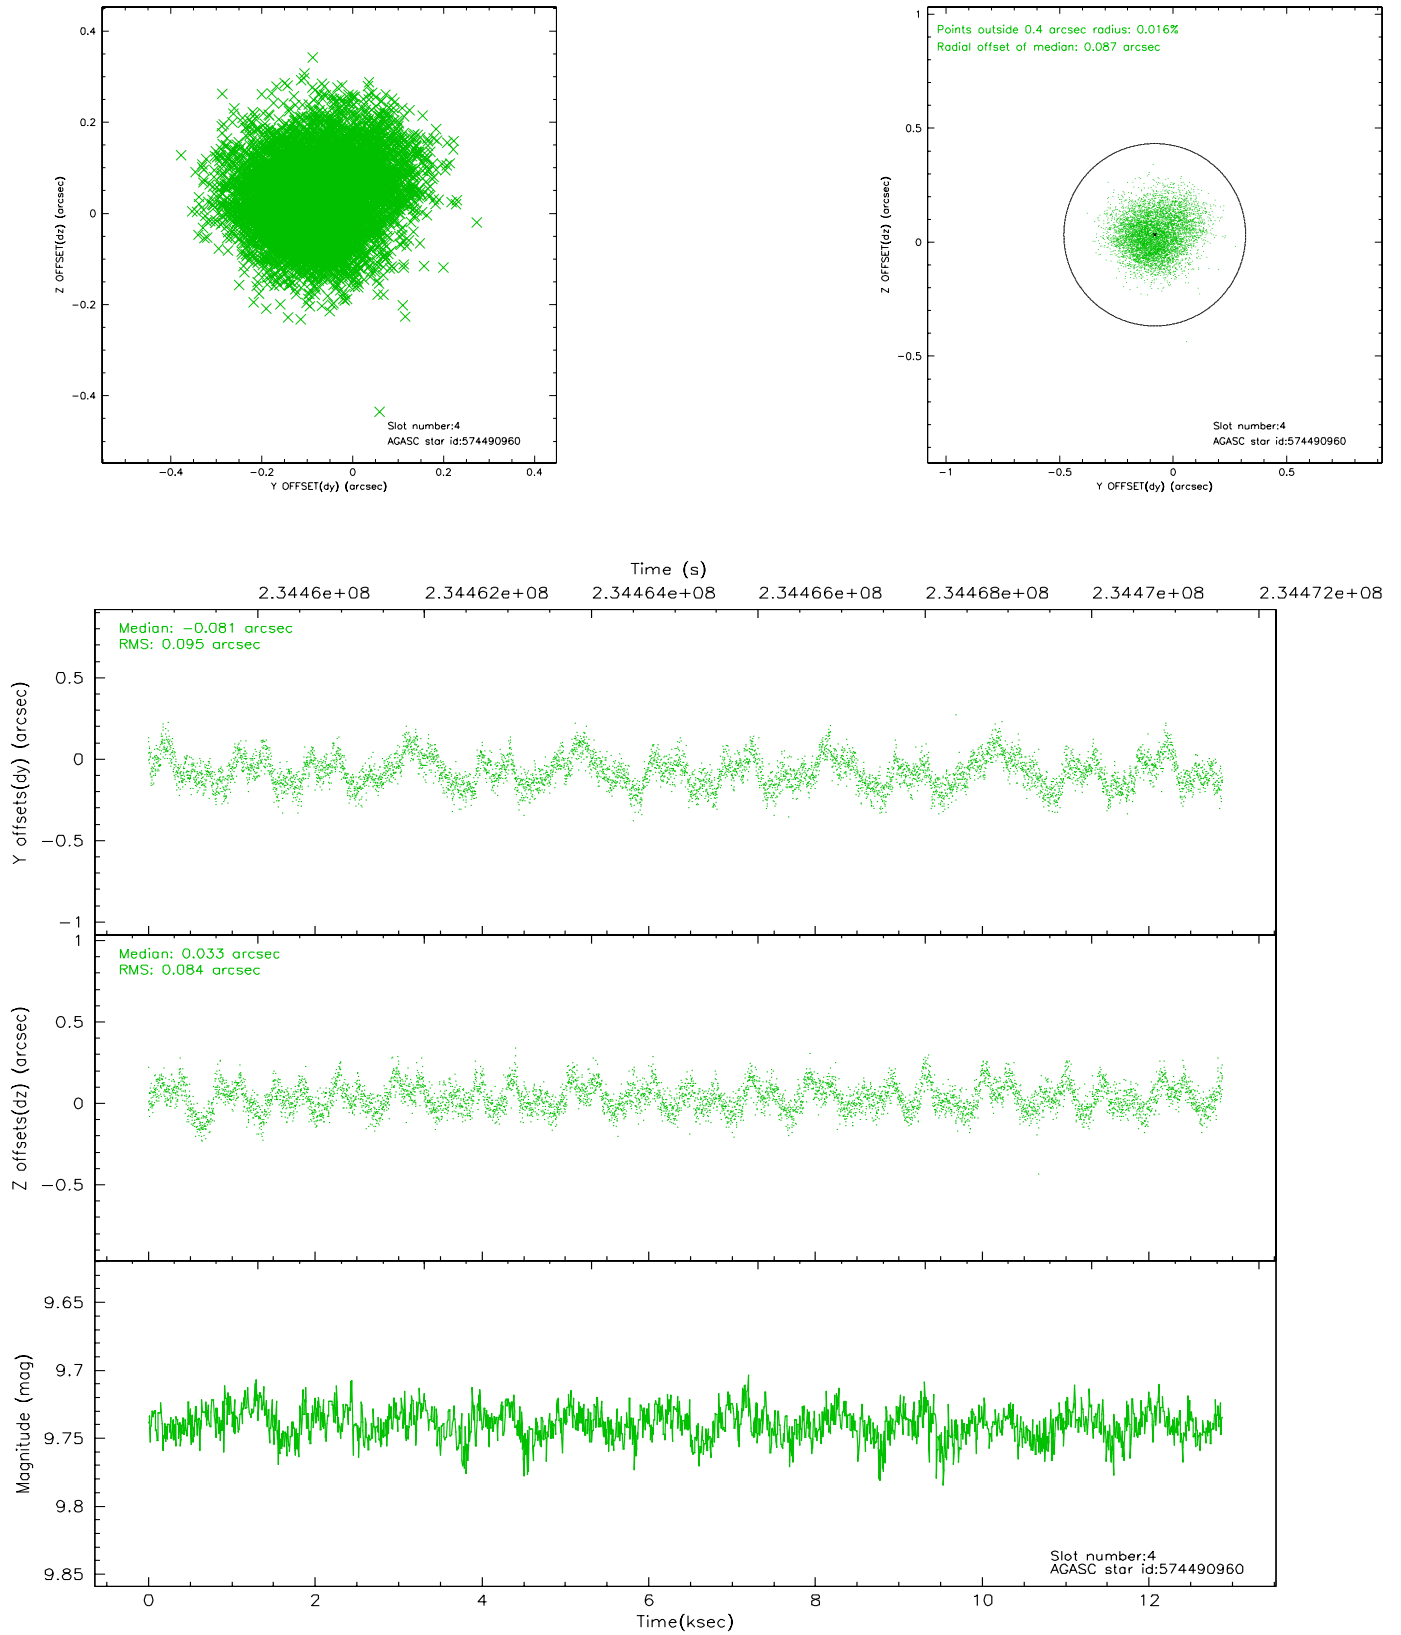 0.4
0.2
0
−0.2
−0.4
−0.4
−0.2
0
0.2
0.4
Z OFFSET(dz) (arcsec)
Y OFFSET(dy) (arcsec)
Slot number:4
AGASC star id:574490960
Points outside 0.4 arcsec radius: 0.016%
Radial offset of median: 0.087 arcsec
1
0.5
0
−0.5
−1
−0.5
0
0.5
Z OFFSET(dz) (arcsec)
Y OFFSET(dy) (arcsec)
Slot number:4
AGASC star id:574490960
Time (s)
2.3446e+08 2.34462e+08 2.34464e+08 2.34466e+08 2.34468e+08 2.3447e+08 2.34472e+08
Median: −0.081 arcsec
RMS: 0.095 arcsec
0.5
0
−0.5
−1
Y offsets(dy) (arcsec)
Median: 0.033 arcsec
RMS: 0.084 arcsec
1
0.5
0
−0.5
Z offsets(dz) (arcsec)
9.65
9.7
9.75
9.8
9.85
Magnitude (mag)
Slot number:4
AGASC star id:574490960
0 2 4 6 8 10 12
Time(ksec)